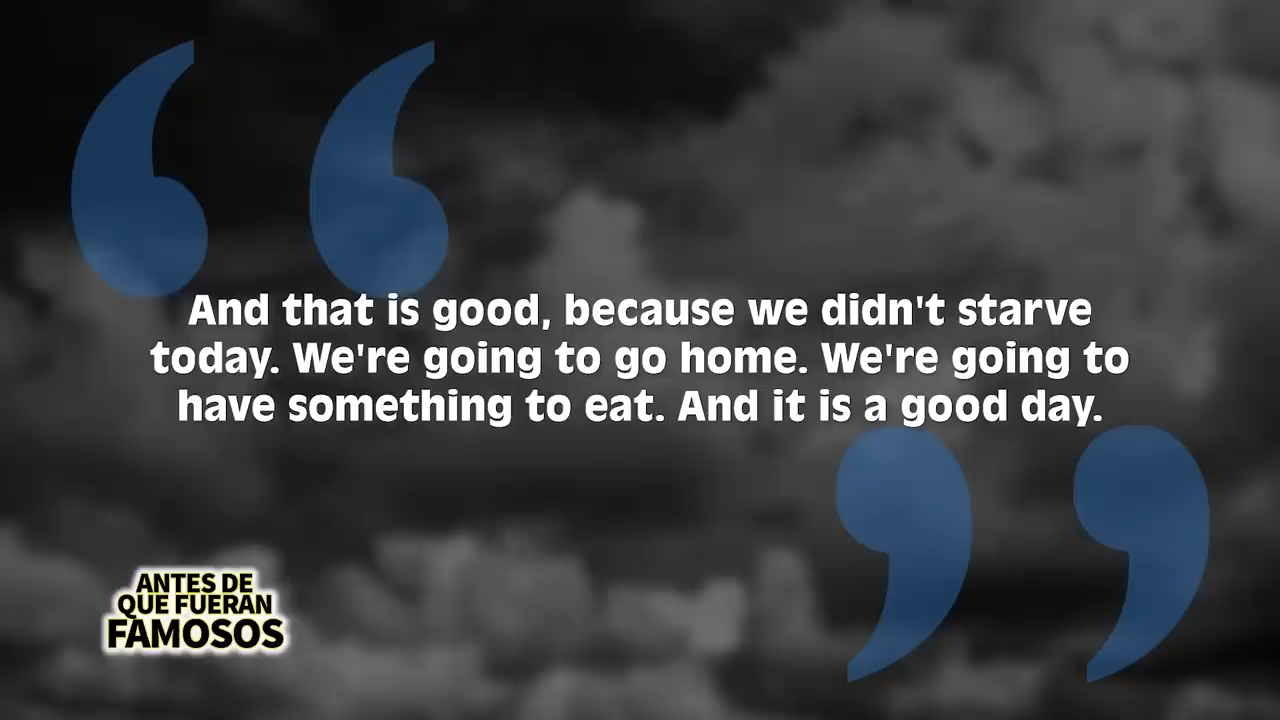 And that is good, because we didn't starve
today. We're going to go home. We're going to
have something to eat. And it is a good day.
ANTES DE
QUE FUERAN
FAMOSOS